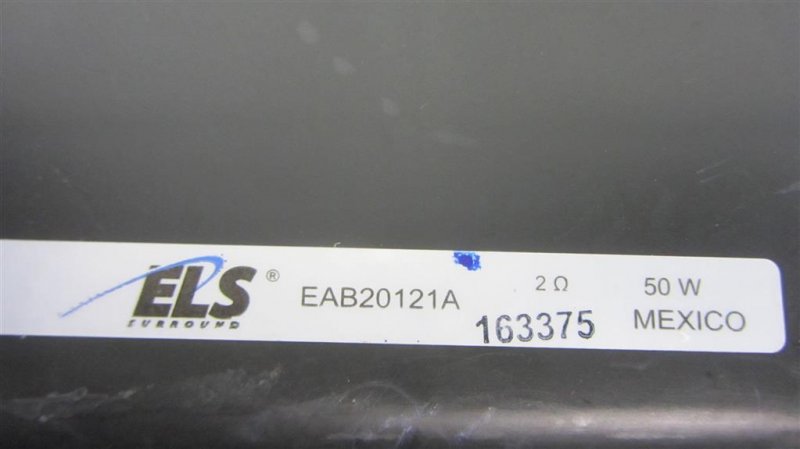 ELS®
SURROUND
EAB20121A
2 Ω
50 W
163375
MEXICO